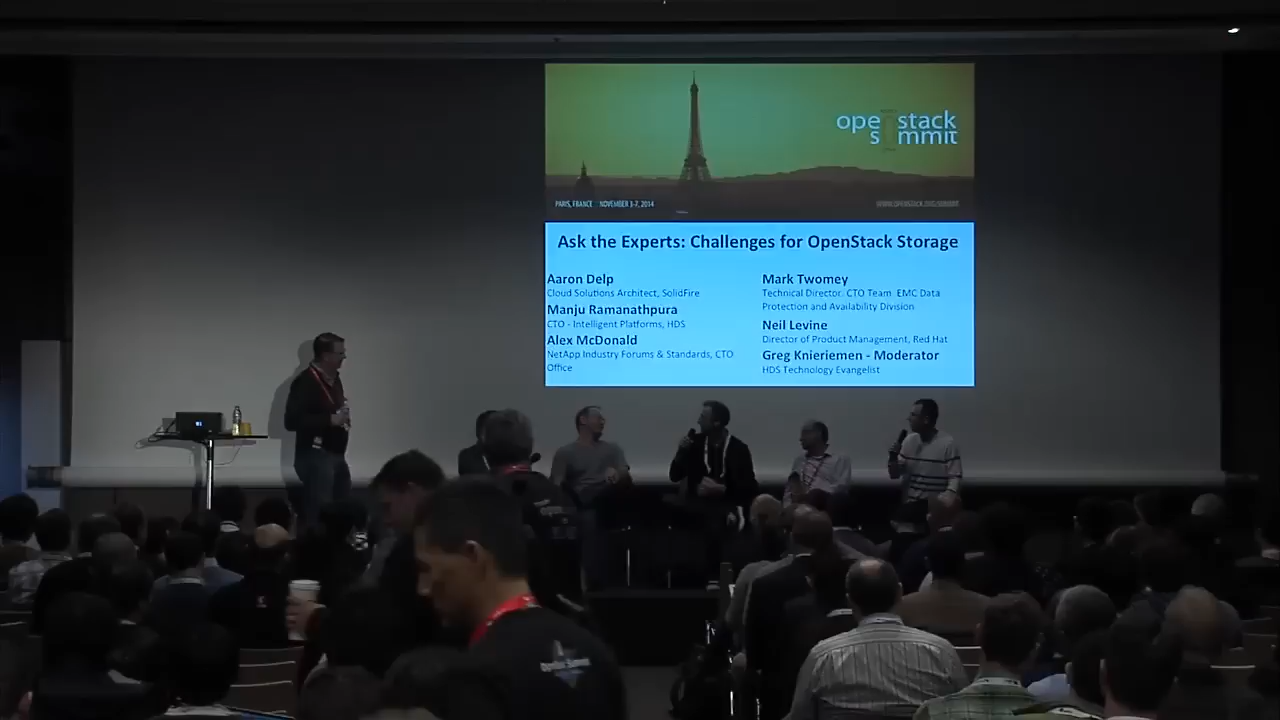 openstack
summit
PARIS, FRANCE NOVEMBER 3-7, 2014
WWW.OPENSTACK.ORG/SUMMIT
Ask the Experts: Challenges for OpenStack Storage
Aaron Delp
Cloud Solutions Architect, SolidFire
Manju Ramanathpura
CTO - Intelligent Platforms, HDS
Alex McDonald
NetApp Industry Forums & Standards, CTO
Office
Mark Twomey
Technical Director CTO Team EMC Data
Protection and Availability Division
Neil Levine
Director of Product Management, Red Hat
Greg Knieriemen - Moderator
HDS Technology Evangelist